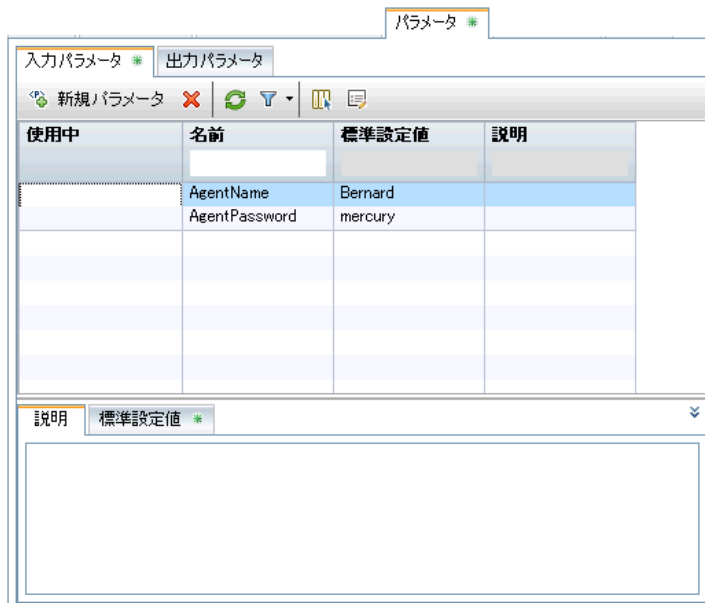 パラメータ *
入力パラメータ * 出力パラメータ
新規パラメータ
使用中 名前 標準設定値 説明
AgentName Bernard
AgentPassword mercury
説明 標準設定値 *